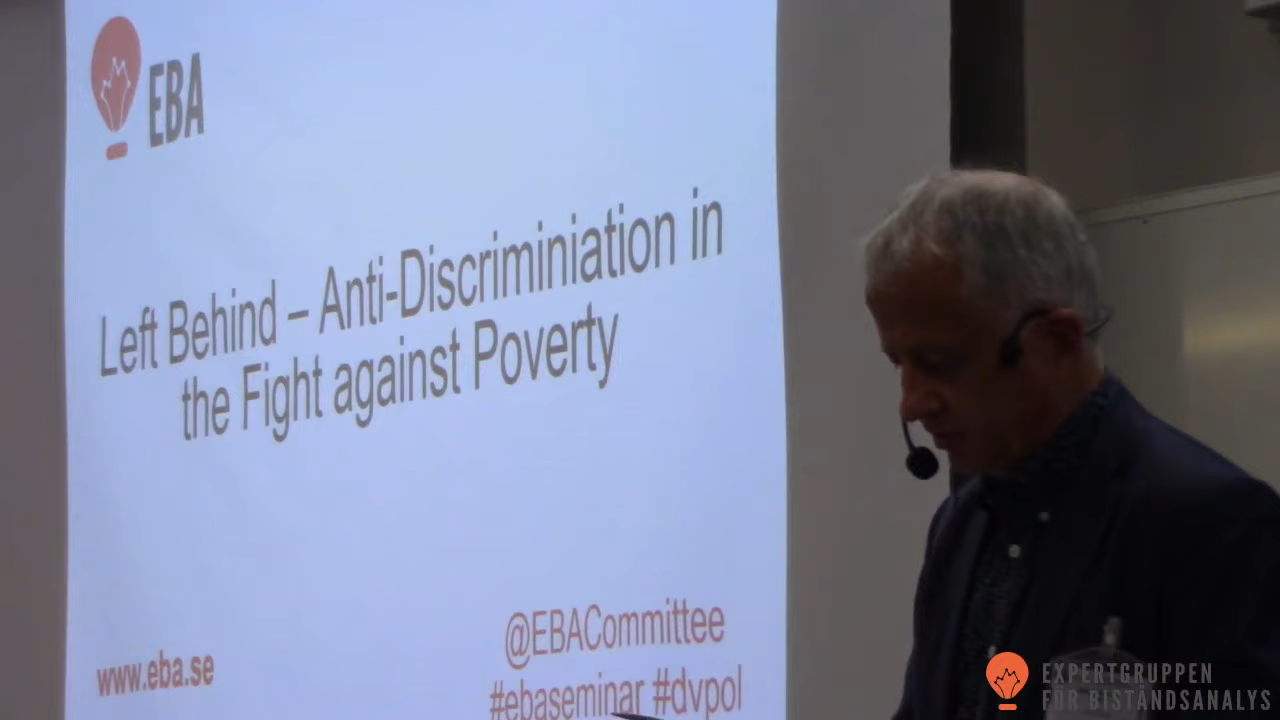 EBA
Left Behind – Anti-Discriminiation in
the Fight against Poverty
@EBACommittee
www.eba.se
#ebaseminar #dvpol
EXPERTGRUPPEN
FÖR BISTÅNDSANALYS